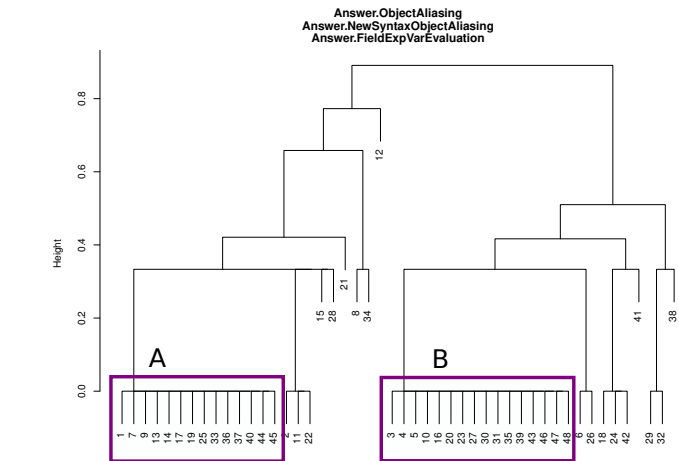 Answer.ObjectAliasing
Answer.NewSyntaxObjectAliasing
Answer.FieldExpVarEvaluation
Height
0.8
0.6
0.4
0.2
0.0
12
21
15
28
8
34
41
38
A
B
1 7 9 13 14 17 19 25 33 36 37 40 44 45 2 11 22 3 4 5 10 16 20 23 27 30 31 35 39 43 46 47 48 6 26 18 24 42 29 32